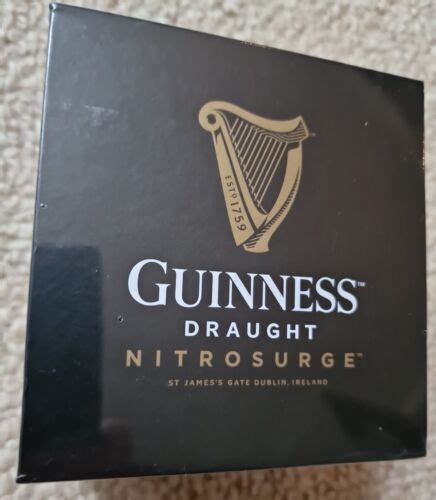 ESTD 1759
GUINNESS™
DRAUGHT
NITROSURGE™
ST JAMES'S GATE DUBLIN, IRELAND